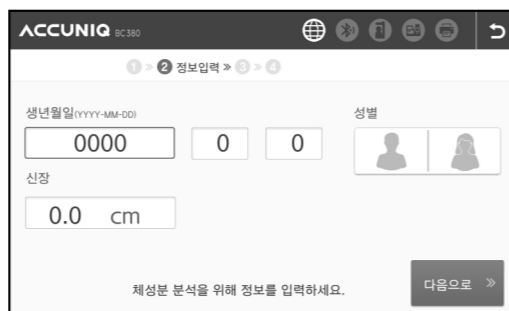 ACCUNIQ BC380
1 » 2 정보입력 » 3 » 4
생년월일(YYYY-MM-DD)
성별
0000 0 0
신장
0.0 cm
체성분 분석을 위해 정보를 입력하세요.
다음으로 »